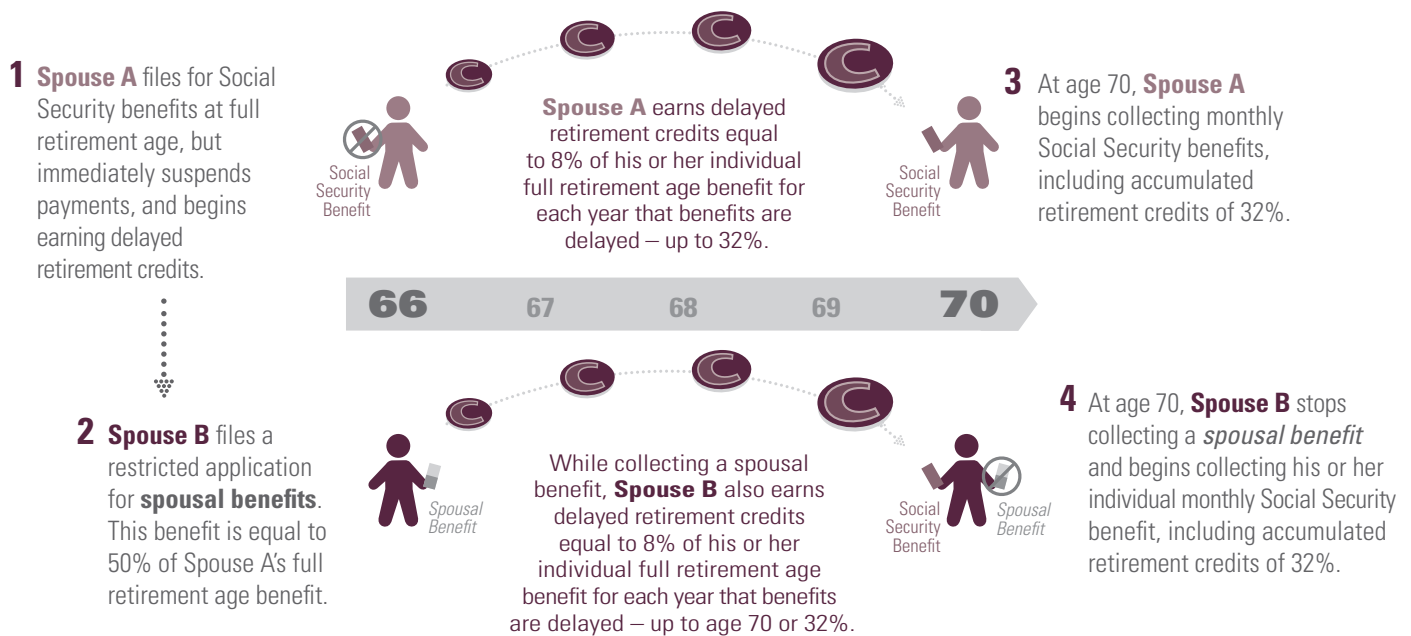 1 Spouse A files for Social
Security benefits at full
retirement age, but
immediately suspends
payments, and begins
earning delayed
retirement credits.
Social
Security
Benefit
C
C
C
C
Spouse A earns delayed
retirement credits equal
to 8% of his or her individual
full retirement age benefit for
each year that benefits are
delayed – up to 32%.
Social
Security
Benefit
3 At age 70, Spouse A
begins collecting monthly
Social Security benefits,
including accumulated
retirement credits of 32%.
66 67 68 69 70
2 Spouse B files a
restricted application
for spousal benefits.
This benefit is equal to
50% of Spouse A's full
retirement age benefit.
Spousal
Benefit
C
C
C
C
While collecting a spousal
benefit, Spouse B also earns
delayed retirement credits
equal to 8% of his or her
individual full retirement age
benefit for each year that benefits
are delayed – up to age 70 or 32%.
Social
Security
Benefit
Spousal
Benefit
4 At age 70, Spouse B stops
collecting a spousal benefit
and begins collecting his or her
individual monthly Social Security
benefit, including accumulated
retirement credits of 32%.